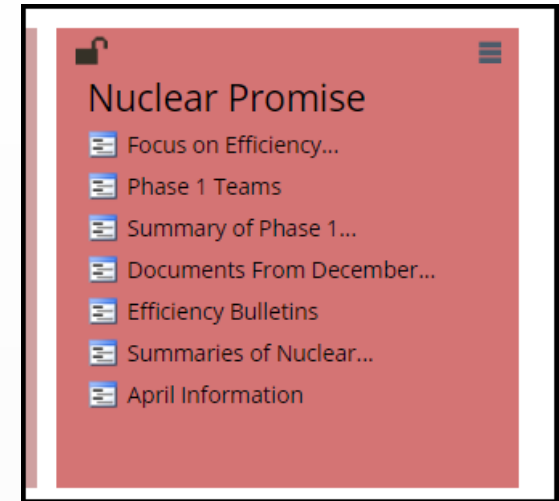 Nuclear Promise
Focus on Efficiency...
Phase 1 Teams
Summary of Phase 1...
Documents From December...
Efficiency Bulletins
Summaries of Nuclear...
April Information